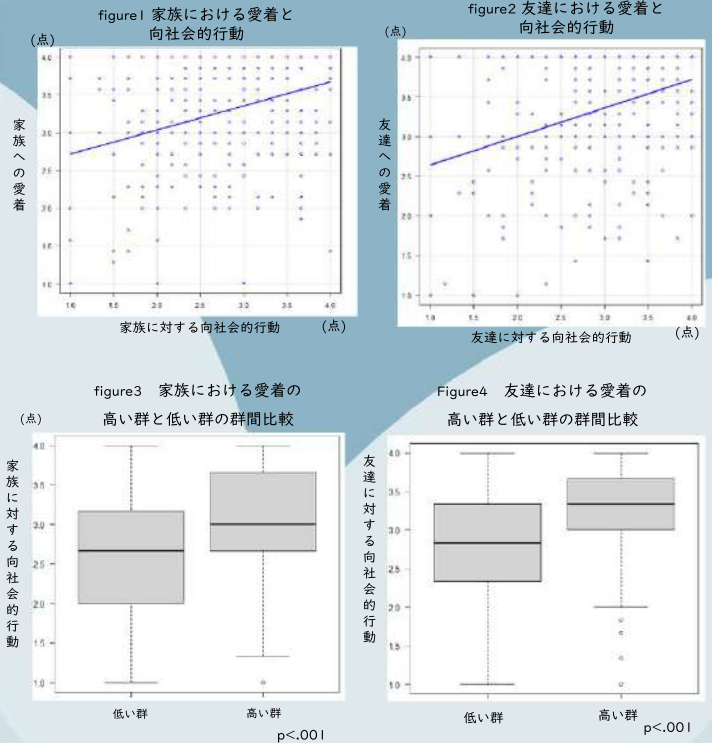 figure1 家族における愛着と
向社会的行動
(点)
家族への愛着
4.0
3.5
3.0
2.5
2.0
1.5
1.0
1.0 1.5 2.0 2.5 3.0 3.5 4.0
家族に対する向社会的行動 (点)
figure2 友達における愛着と
向社会的行動
(点)
友達への愛着
4.0
3.5
3.0
2.5
2.0
1.5
1.0
1.0 1.5 2.0 2.5 3.0 3.5 4.0
友達に対する向社会的行動 (点)
figure3 家族における愛着の
高い群と低い群の群間比較
(点)
家族に対する向社会的行動
4.0
3.5
3.0
2.5
2.0
1.5
1.0
低い群 高い群
p<.001
Figure4 友達における愛着の
高い群と低い群の群間比較
友達に対する向社会的行動
4.0
3.5
3.0
2.5
2.0
1.5
1.0
低い群 高い群
p<.001